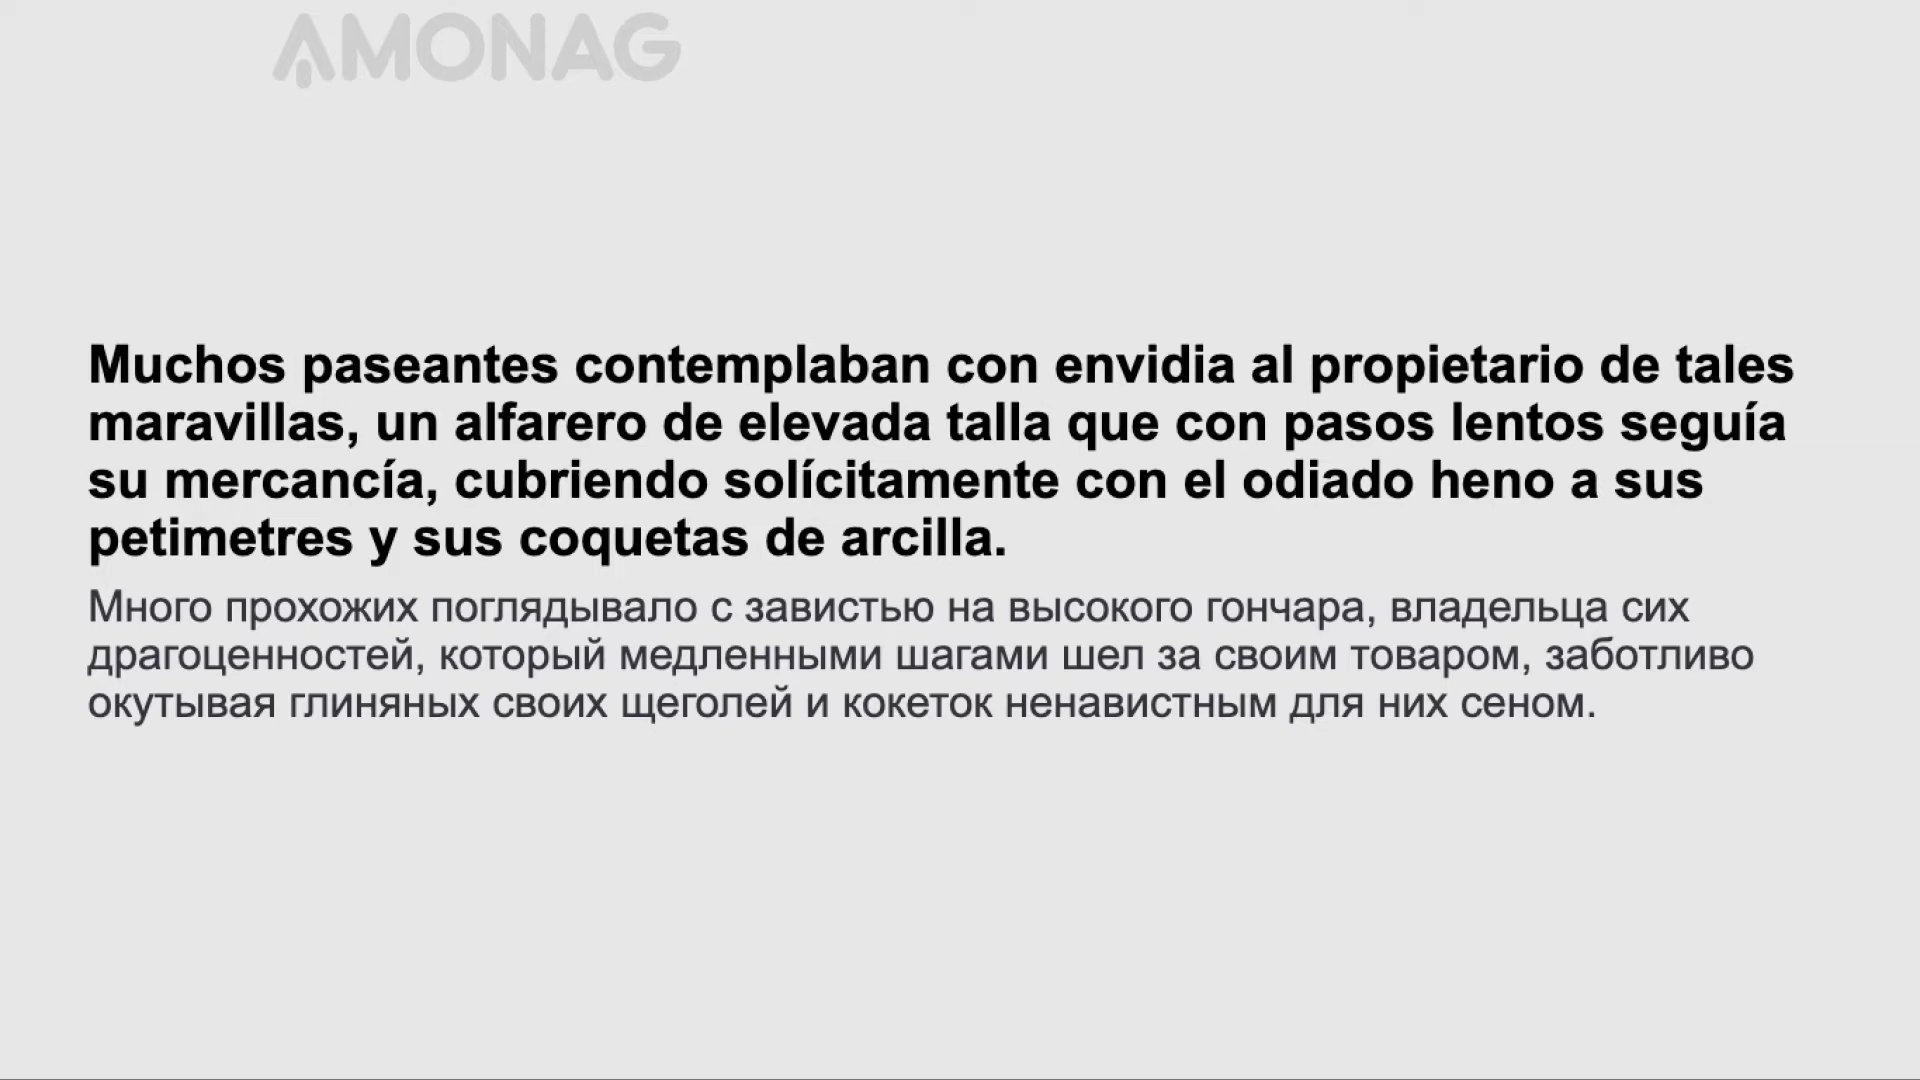 AMONAG
Muchos paseantes contemplaban con envidia al propietario de tales
maravillas, un alfarero de elevada talla que con pasos lentos seguía
su mercancía, cubriendo solícitamente con el odiado heno a sus
petimetres y sus coquetas de arcilla.
Много прохожих поглядывало с завистью на высокого гончара, владельца сих
драгоценностей, который медленными шагами шел за своим товаром, заботливо
окутывая глиняных своих щеголей и кокеток ненавистным для них сеном.